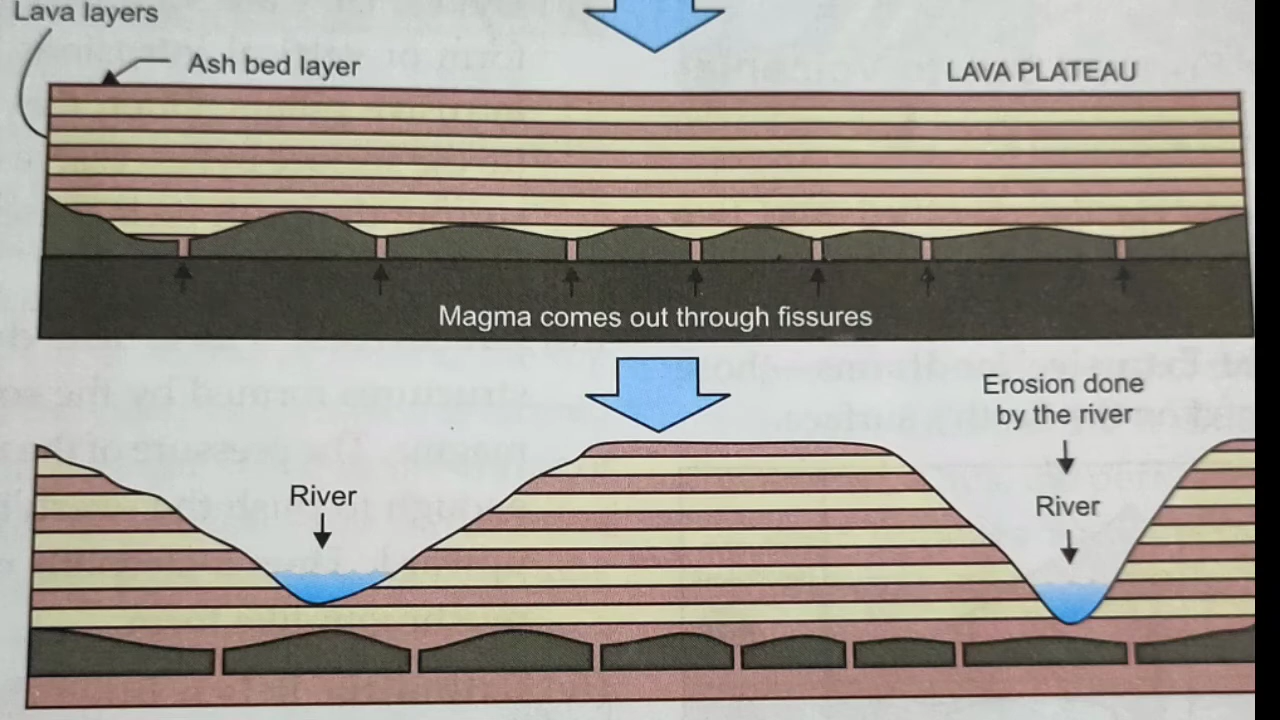 Lava layers
Ash bed layer
LAVA PLATEAU
Magma comes out through fissures
Erosion done
by the river
River
River